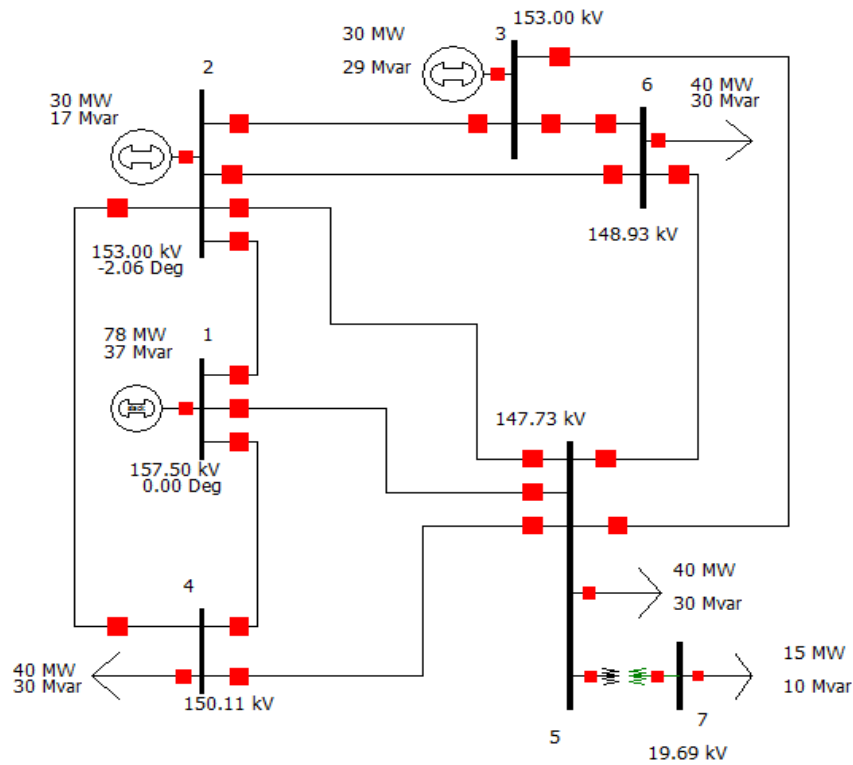 153.00 kV
3
30 MW
29 Mvar
2
30 MW
17 Mvar
6
40 MW
30 Mvar
148.93 kV
153.00 kV
-2.06 Deg
78 MW
37 Mvar
1
157.50 kV
0.00 Deg
147.73 kV
4
40 MW
30 Mvar
150.11 kV
40 MW
30 Mvar
15 MW
10 Mvar
5
7
19.69 kV